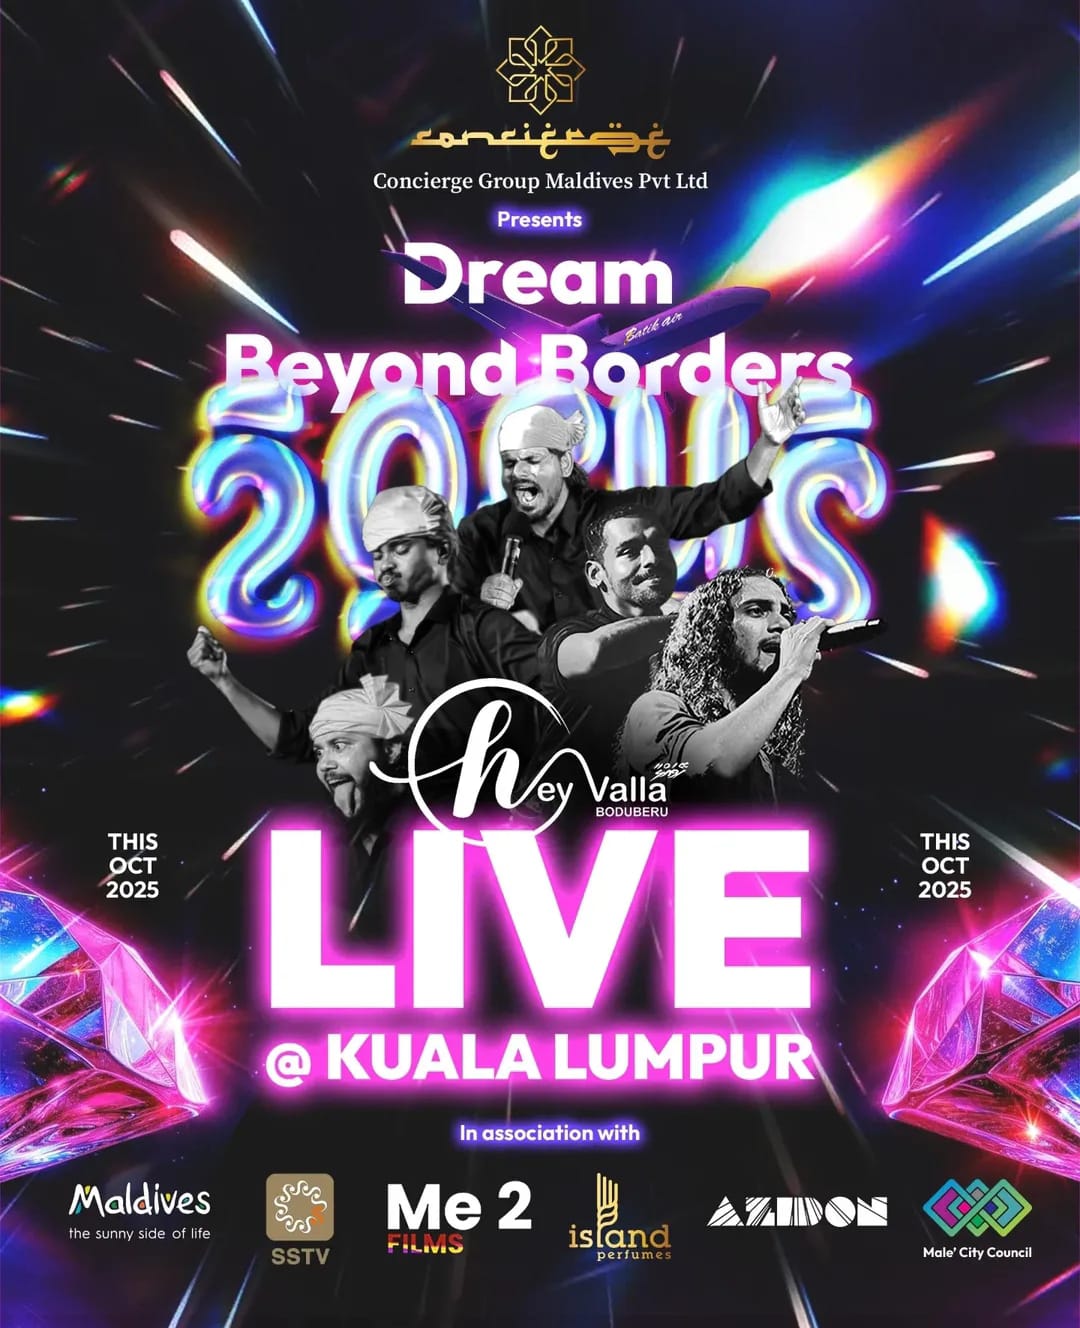 concierge
Concierge Group Maldives Pvt Ltd
Presents
Dream
Batik Air
Beyond Borders
hey Valla
BODUBERU
LIVE
THIS
OCT
2025
THIS
OCT
2025
@ KUALA LUMPUR
In association with
Maldives
the sunny side of life
SSTV
Me 2
FILMS
island
perfumes
AZIDON
Male' City Council